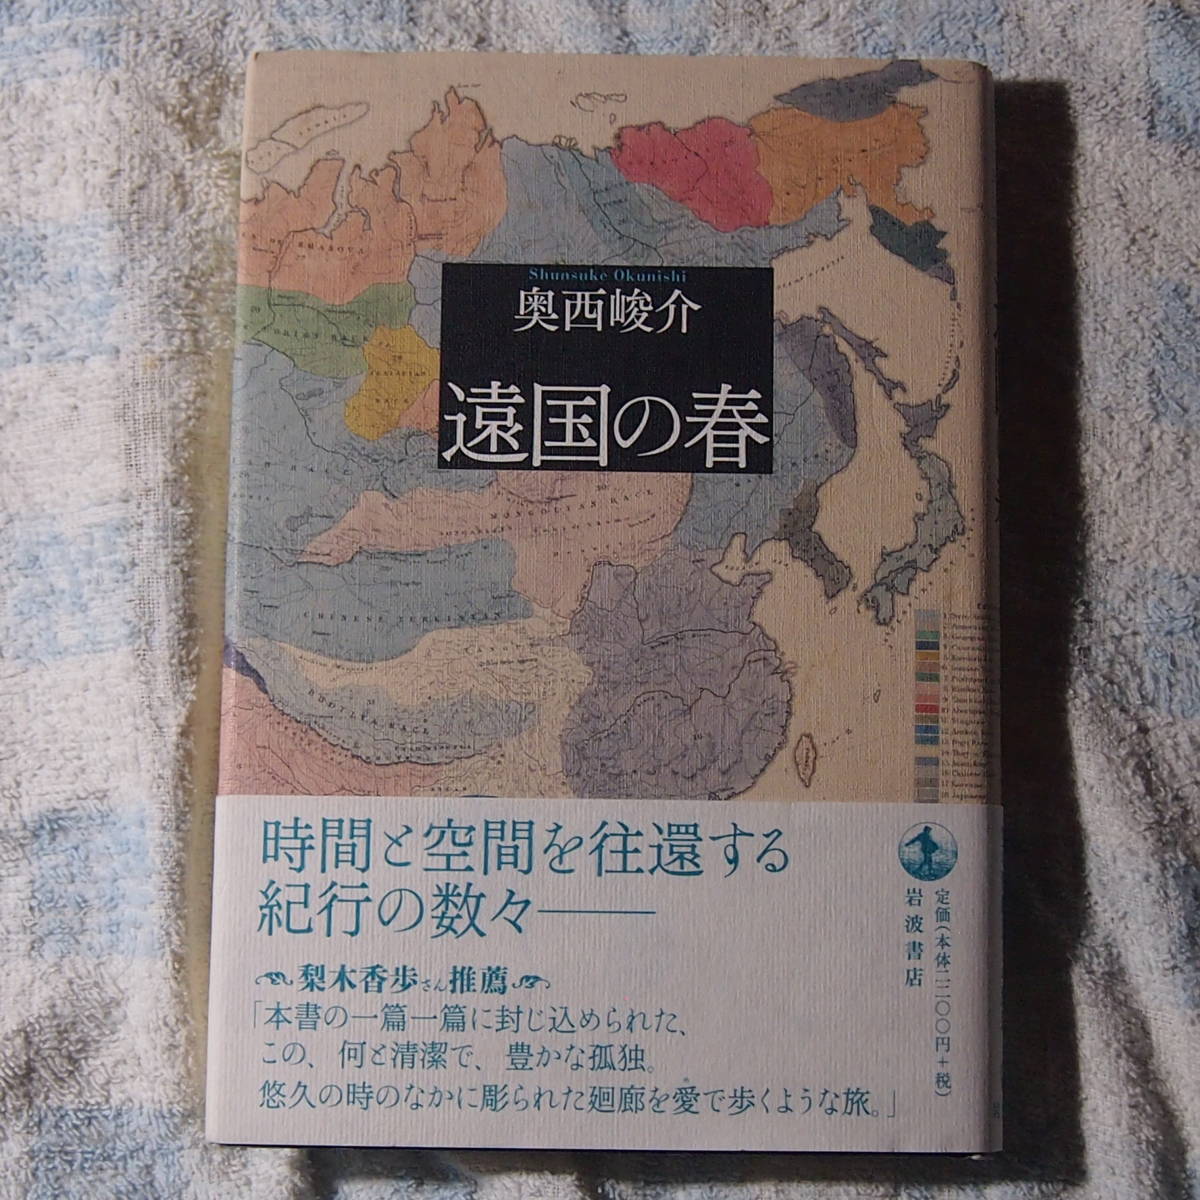 Shunsuke Okunishi
奥西峻介
遠国の春
MONGOLIAN RACE
CHINESE TURKESTAN
時間と空間を往還する
紀行の数々――
梨木香歩さん推薦
「本書の一篇一篇に封じ込められた、
この、何と清潔で、豊かな孤独。
悠久の時のなかに彫られた廻廊を愛で歩くような旅。」
岩波書店
定価(本体二二〇〇円+税)